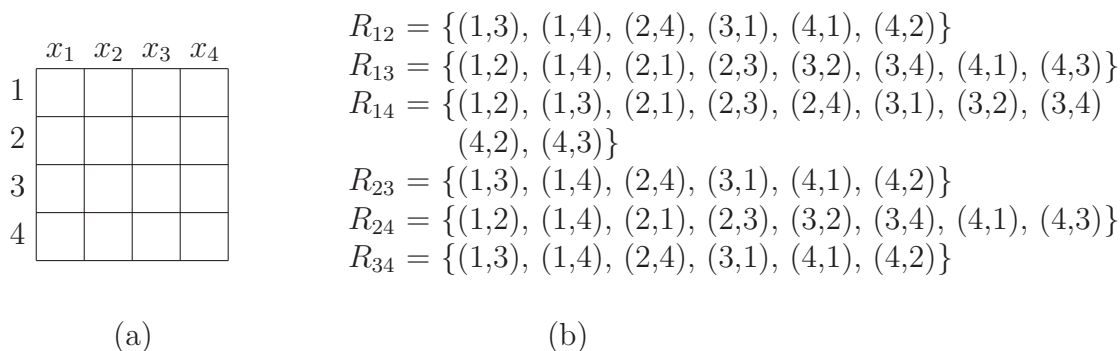 x₁ x₂ x₃ x₄
1
2
3
4
(a)
R₁₂ = {(1,3), (1,4), (2,4), (3,1), (4,1), (4,2)}
R₁₃ = {(1,2), (1,4), (2,1), (2,3), (3,2), (3,4), (4,1), (4,3)}
R₁₄ = {(1,2), (1,3), (2,1), (2,3), (2,4), (3,1), (3,2), (3,4)
(4,2), (4,3)}
R₂₃ = {(1,3), (1,4), (2,4), (3,1), (4,1), (4,2)}
R₂₄ = {(1,2), (1,4), (2,1), (2,3), (3,2), (3,4), (4,1), (4,3)}
R₃₄ = {(1,3), (1,4), (2,4), (3,1), (4,1), (4,2)}
(b)